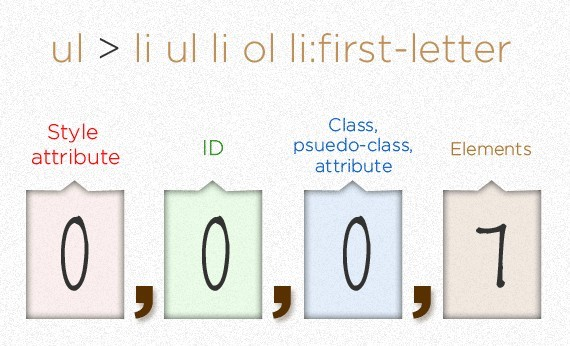 ul > li ul li ol li:first-letter
Style
attribute
ID
Class,
psuedo-class,
attribute
Elements
0 , 0 , 0 , 7